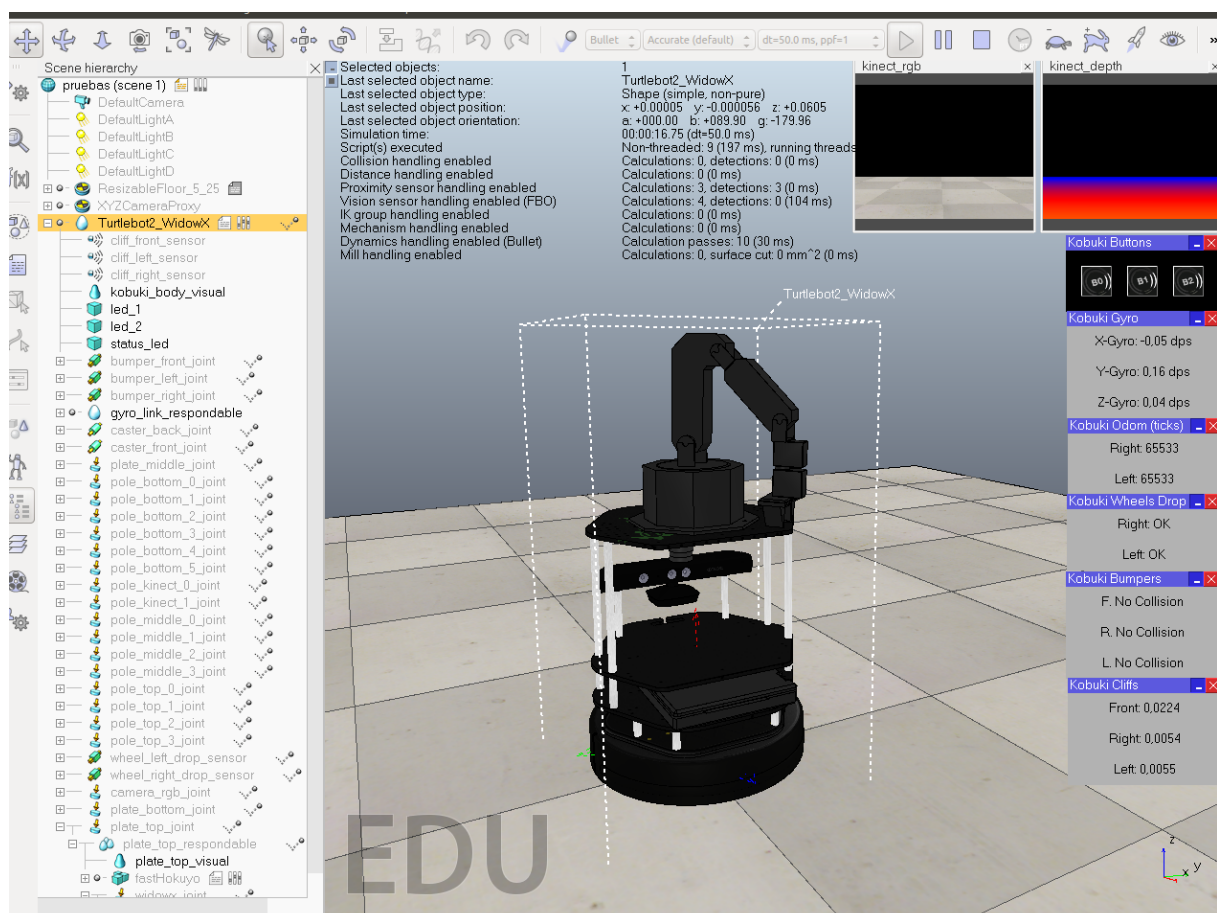 Bullet
Accurate (default)
dt=50.0 ms, ppf=1
»
Scene hierarchy
f(x)
pruebas (scene 1)
DefaultCamera
DefaultLightA
DefaultLightB
DefaultLightC
DefaultLightD
ResizableFloor_5_25
XYZCameraProxy
Turtlebot2_WidowX
cliff_front_sensor
cliff_left_sensor
cliff_right_sensor
kobuki_body_visual
led_1
led_2
status_led
bumper_front_joint
bumper_left_joint
bumper_right_joint
gyro_link_respondable
caster_back_joint
caster_front_joint
plate_middle_joint
pole_bottom_0_joint
pole_bottom_1_joint
pole_bottom_2_joint
pole_bottom_3_joint
pole_bottom_4_joint
pole_bottom_5_joint
pole_kinect_0_joint
pole_kinect_1_joint
pole_middle_0_joint
pole_middle_1_joint
pole_middle_2_joint
pole_middle_3_joint
pole_top_0_joint
pole_top_1_joint
pole_top_2_joint
pole_top_3_joint
wheel_left_drop_sensor
wheel_right_drop_sensor
camera_rgb_joint
plate_bottom_joint
plate_top_joint
plate_top_respondable
plate_top_visual
fastHokuyo
widowx_joint
Selected objects: 1
Last selected object name: Turtlebot2_WidowX
Last selected object type: Shape (simple, non-pure)
Last selected object position: x: +0.00005 y: -0.000056 z: +0.0605
Last selected object orientation: a: +000.00 b: +089.90 g: -179.96
Simulation time: 00:00:16.75 (dt=50.0 ms)
Script(s) executed Non-threaded: 9 (197 ms), running threads
Collision handling enabled Calculations: 0, detections: 0 (0 ms)
Distance handling enabled Calculations: 0 (0 ms)
Proximity sensor handling enabled Calculations: 3, detections: 3 (0 ms)
Vision sensor handling enabled (FBO) Calculations: 4, detections: 0 (104 ms)
IK group handling enabled Calculations: 0 (0 ms)
Mechanism handling enabled Calculations: 0 (0 ms)
Dynamics handling enabled (Bullet) Calculation passes: 10 (30 ms)
Mill handling enabled Calculations: 0, surface cut: 0 mm^2 (0 ms)
Turtlebot2_WidowX
EDU
kinect_rgb
kinect_depth
Kobuki Buttons
B0 B1 B2
Kobuki Gyro
X-Gyro: -0,05 dps
Y-Gyro: 0,16 dps
Z-Gyro: 0,04 dps
Kobuki Odom (ticks)
Right: 65533
Left: 65533
Kobuki Wheels Drop
Right: OK
Left: OK
Kobuki Bumpers
F. No Collision
R. No Collision
L. No Collision
Kobuki Cliffs
Front: 0,0224
Right: 0,0054
Left: 0,0055
z
x y